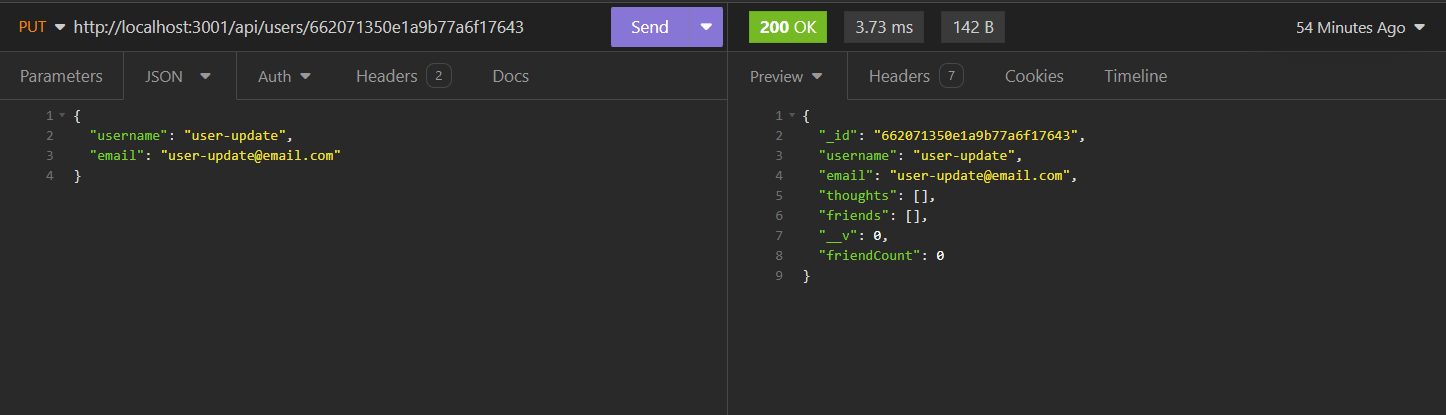 PUT http://localhost:3001/api/users/662071350e1a9b77a6f17643 Send 200 OK 3.73 ms 142 B 54 Minutes Ago
Parameters JSON Auth Headers 2 Docs Preview Headers 7 Cookies Timeline
1 {
2 "username": "user-update",
3 "email": "user-update@email.com"
4 }
1 {
2 "_id": "662071350e1a9b77a6f17643",
3 "username": "user-update",
4 "email": "user-update@email.com",
5 "thoughts": [],
6 "friends": [],
7 "__v": 0,
8 "friendCount": 0
9 }